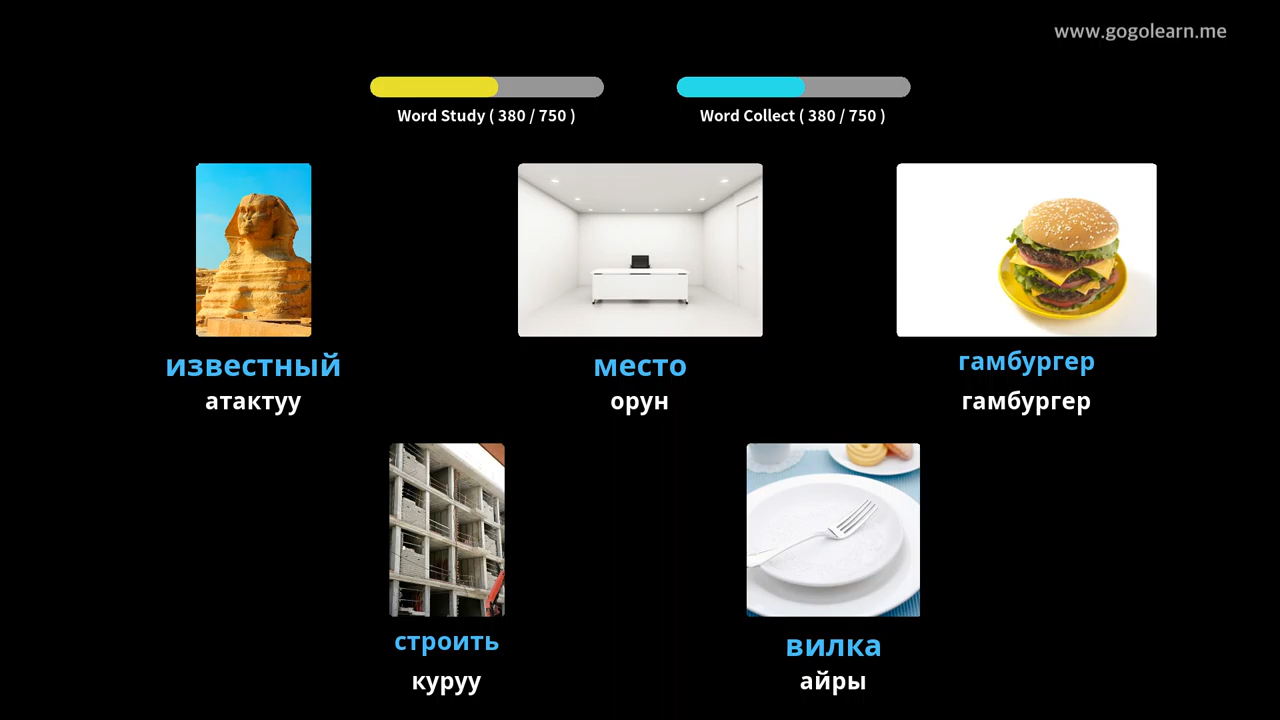 www.gogolearn.me
Word Study ( 380 / 750 )
Word Collect ( 380 / 750 )
известный
атактуу
место
орун
гамбургер
гамбургер
строить
куруу
вилка
айры